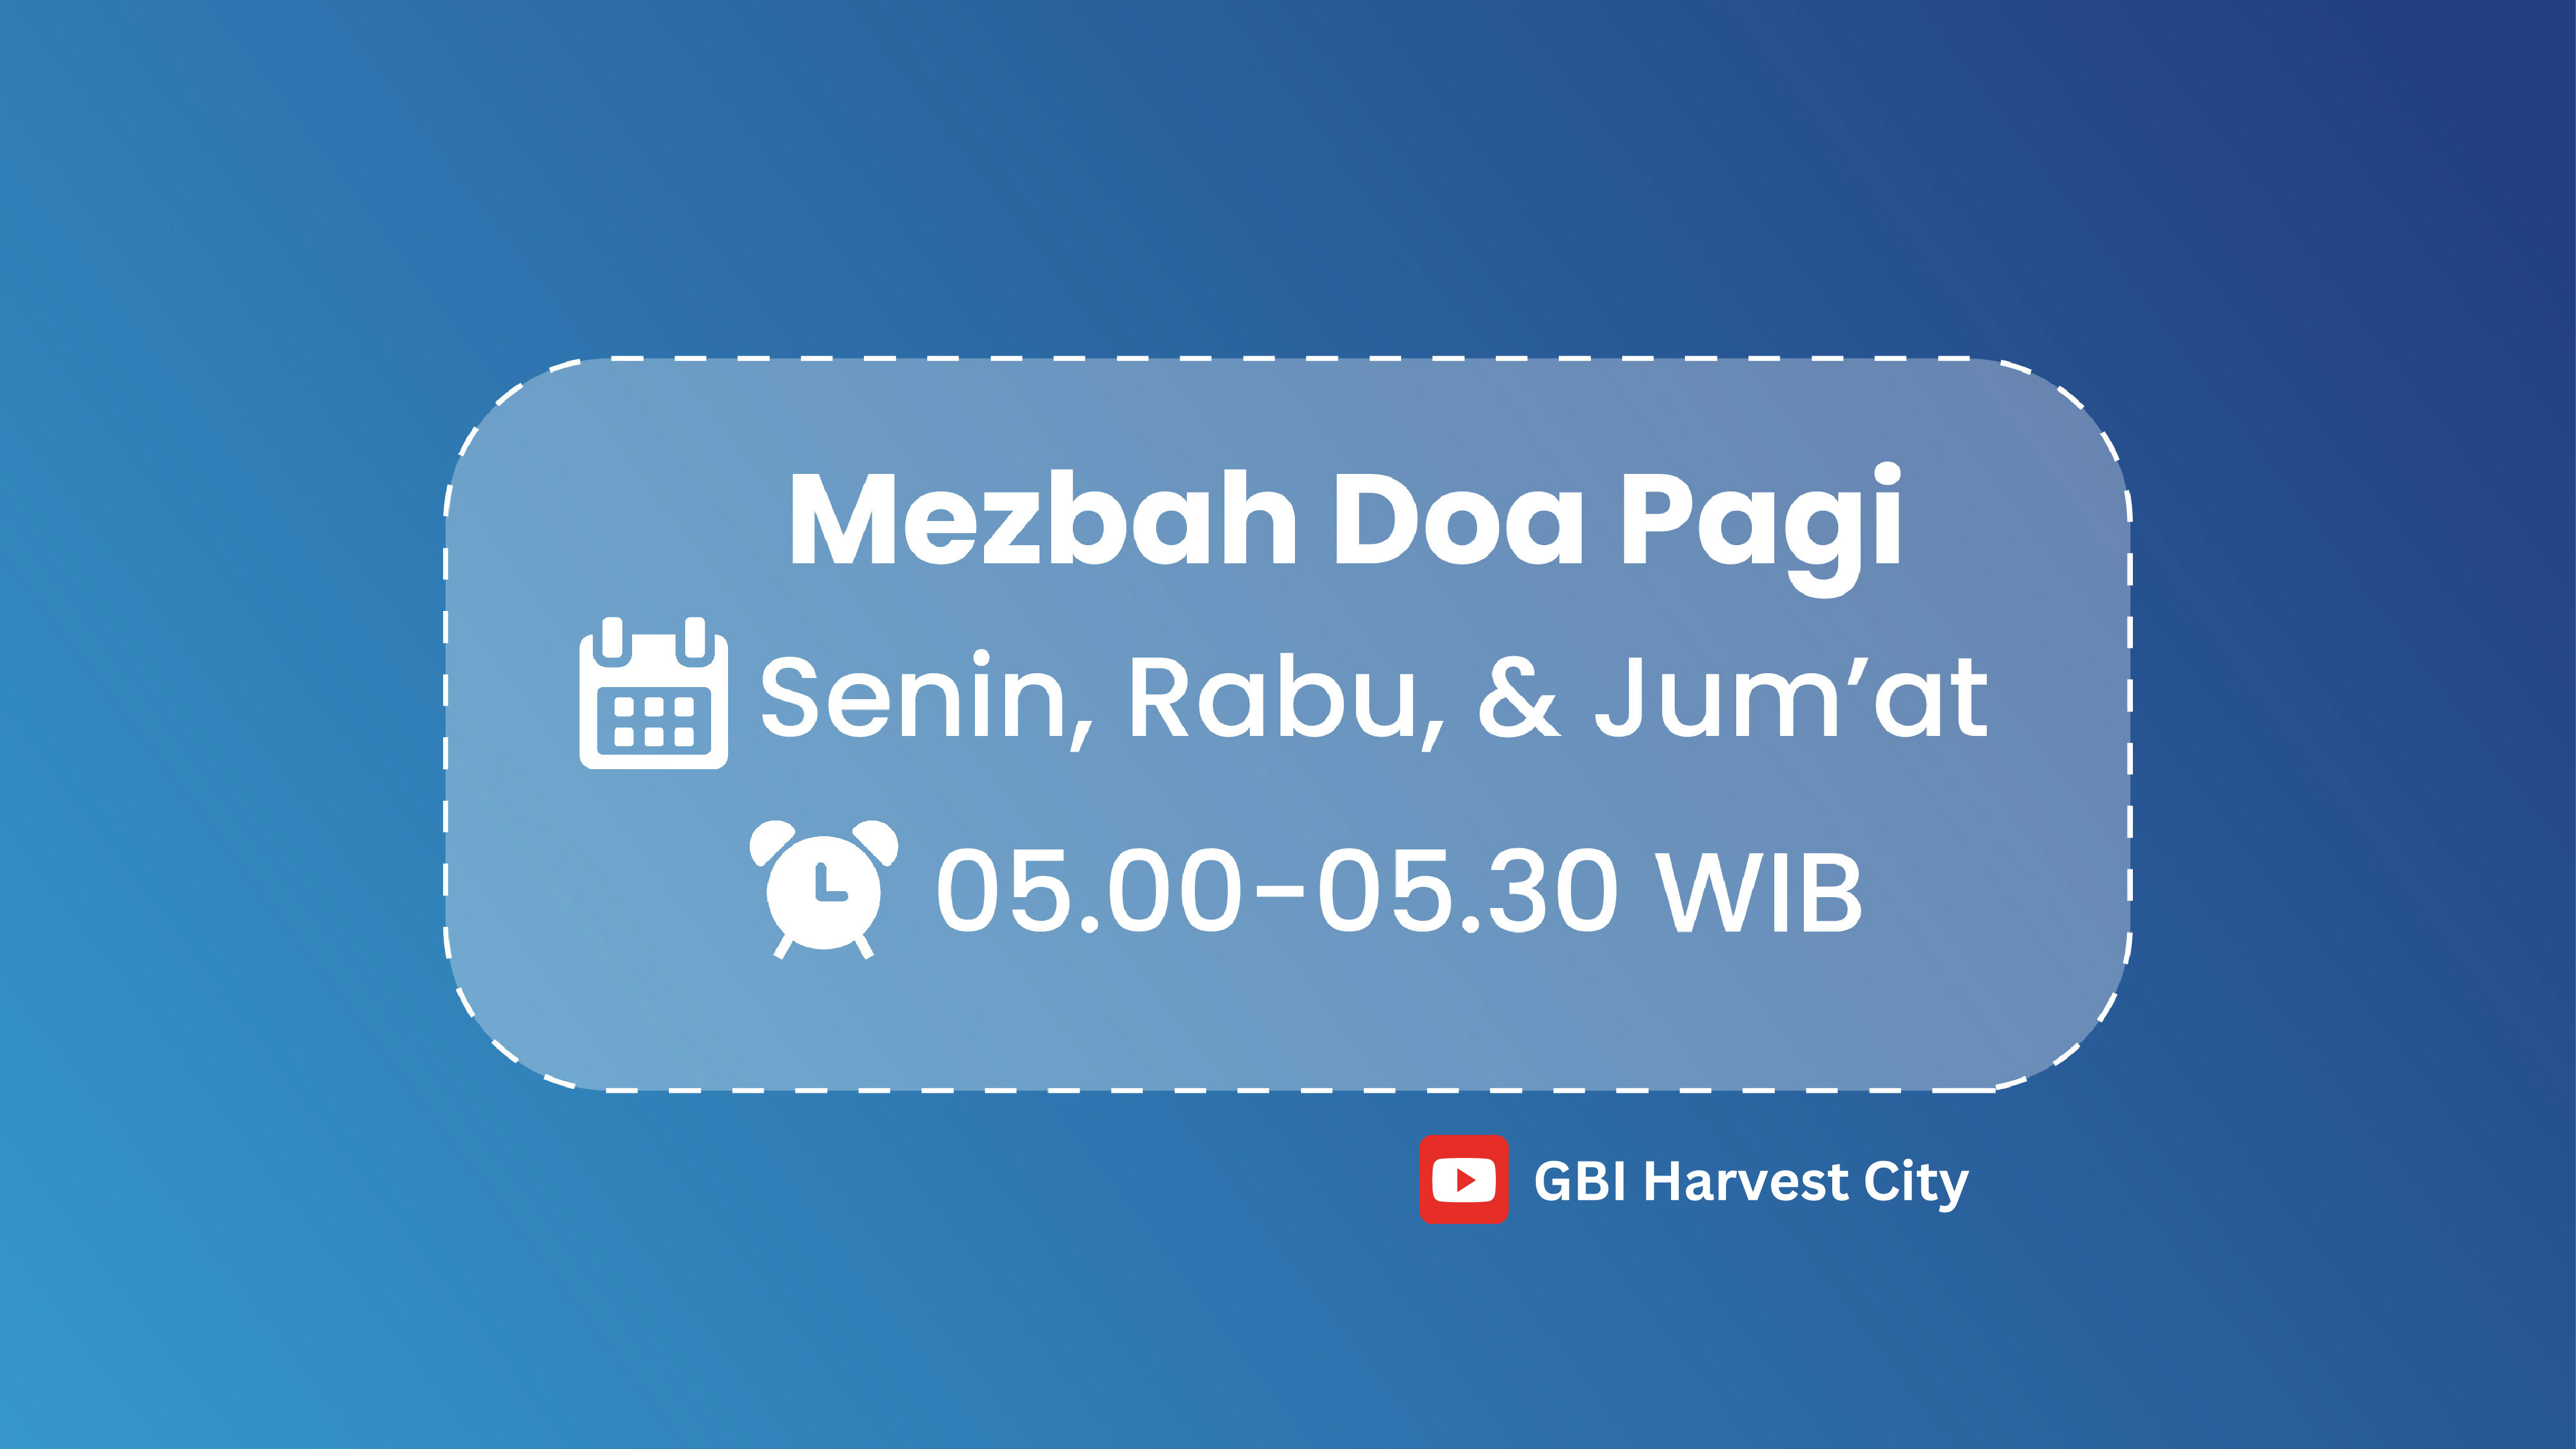 Mezbah Doa Pagi
Senin, Rabu, & Jum’at
05.00-05.30 WIB
GBI Harvest City